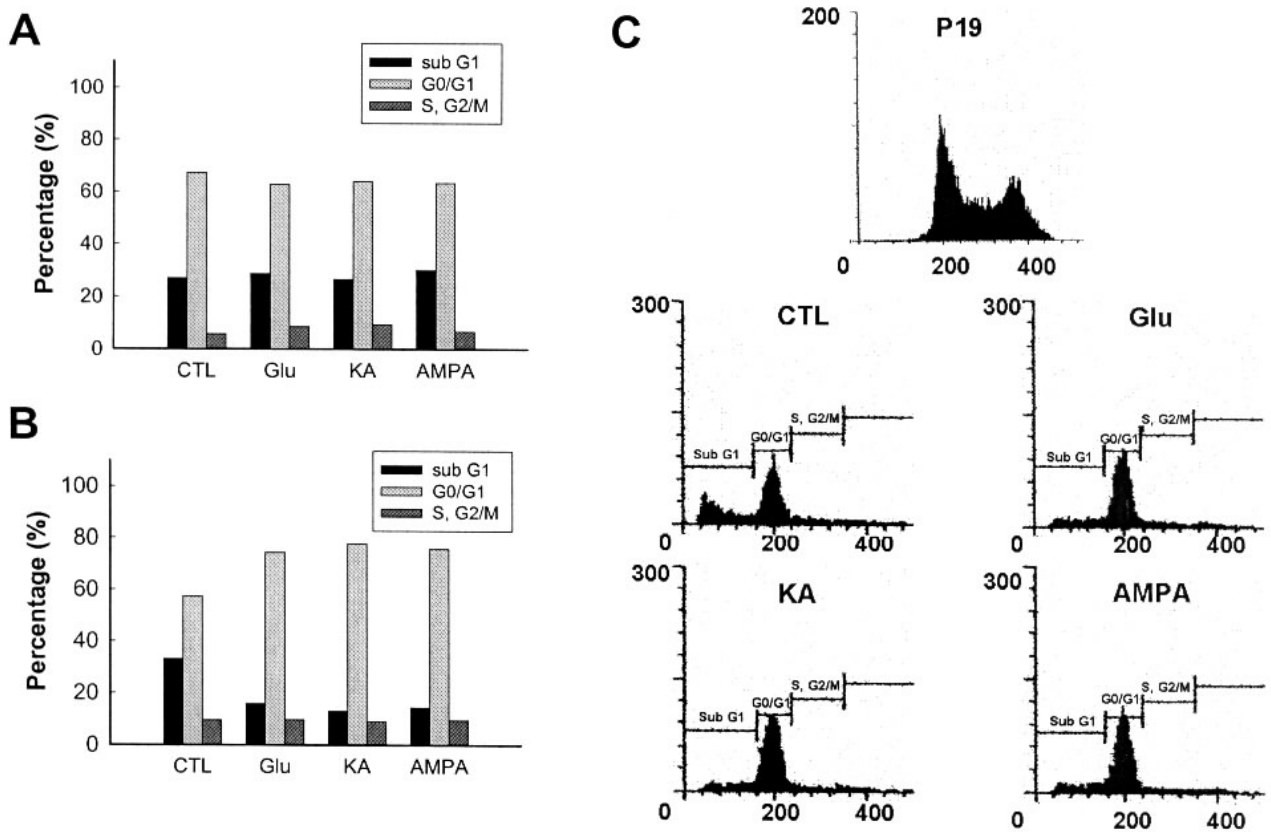 A
sub G1
G0/G1
S, G2/M
Percentage (%)
100
80
60
40
20
0
CTL Glu KA AMPA
B
sub G1
G0/G1
S, G2/M
Percentage (%)
100
80
60
40
20
0
CTL Glu KA AMPA
C
P19
200
0 200 400
CTL
300
Sub G1 G0/G1 S, G2/M
0 200 400
Glu
300
Sub G1 G0/G1 S, G2/M
0 200 400
KA
300
Sub G1 G0/G1 S, G2/M
0 200 400
AMPA
300
Sub G1 G0/G1 S, G2/M
0 200 400